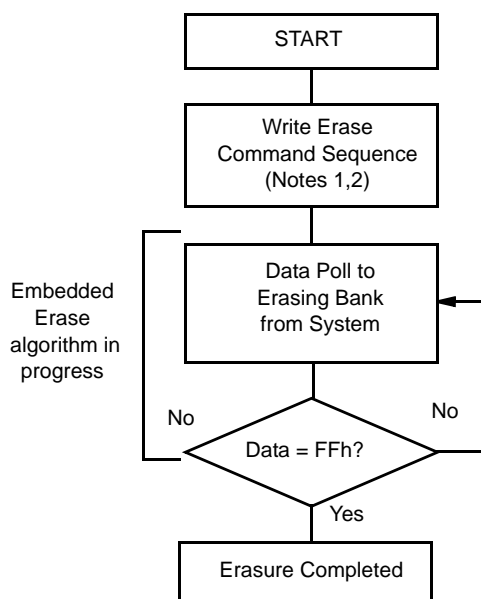 START
Write Erase
Command Sequence
(Notes 1,2)
Data Poll to
Erasing Bank
from System
Embedded
Erase
algorithm in
progress
No
No
Data = FFh?
Yes
Erasure Completed